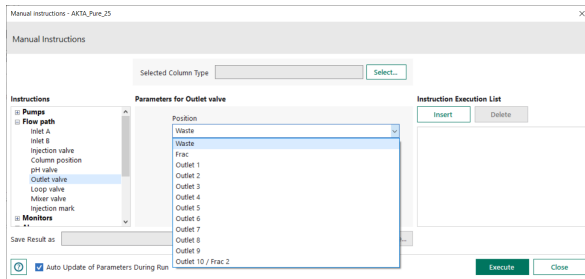 Manual instructions - AKTA_Pure_25
Manual Instructions
Selected Column Type
Select...
Instructions
Parameters for Outlet valve
Instruction Execution List
Pumps
Flow path
Inlet A
Inlet B
Injection valve
Column position
pH valve
Outlet valve
Loop valve
Mixer valve
Injection mark
Monitors
Position
Waste
Waste
Frac
Outlet 1
Outlet 2
Outlet 3
Outlet 4
Outlet 5
Outlet 6
Outlet 7
Outlet 8
Outlet 9
Outlet 10 / Frac 2
Insert
Delete
Save Result as
Auto Update of Parameters During Run
Execute
Close